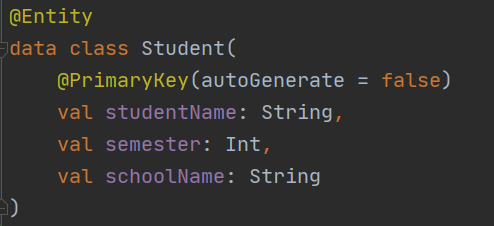 @Entity
data class Student(
    @PrimaryKey(autoGenerate = false)
    val studentName: String,
    val semester: Int,
    val schoolName: String
)